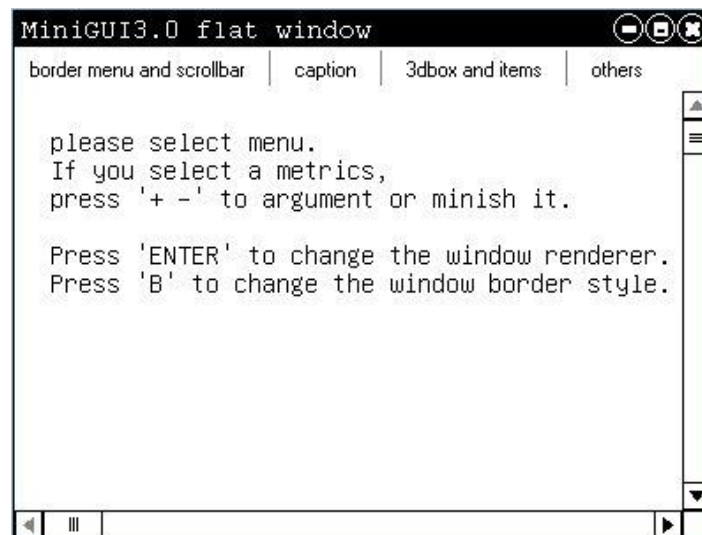 MiniGUI3.0 flat window
border menu and scrollbar caption 3dbox and items others
please select menu.
If you select a metrics,
press '+ -' to argument or minish it.
Press 'ENTER' to change the window renderer.
Press 'B' to change the window border style.